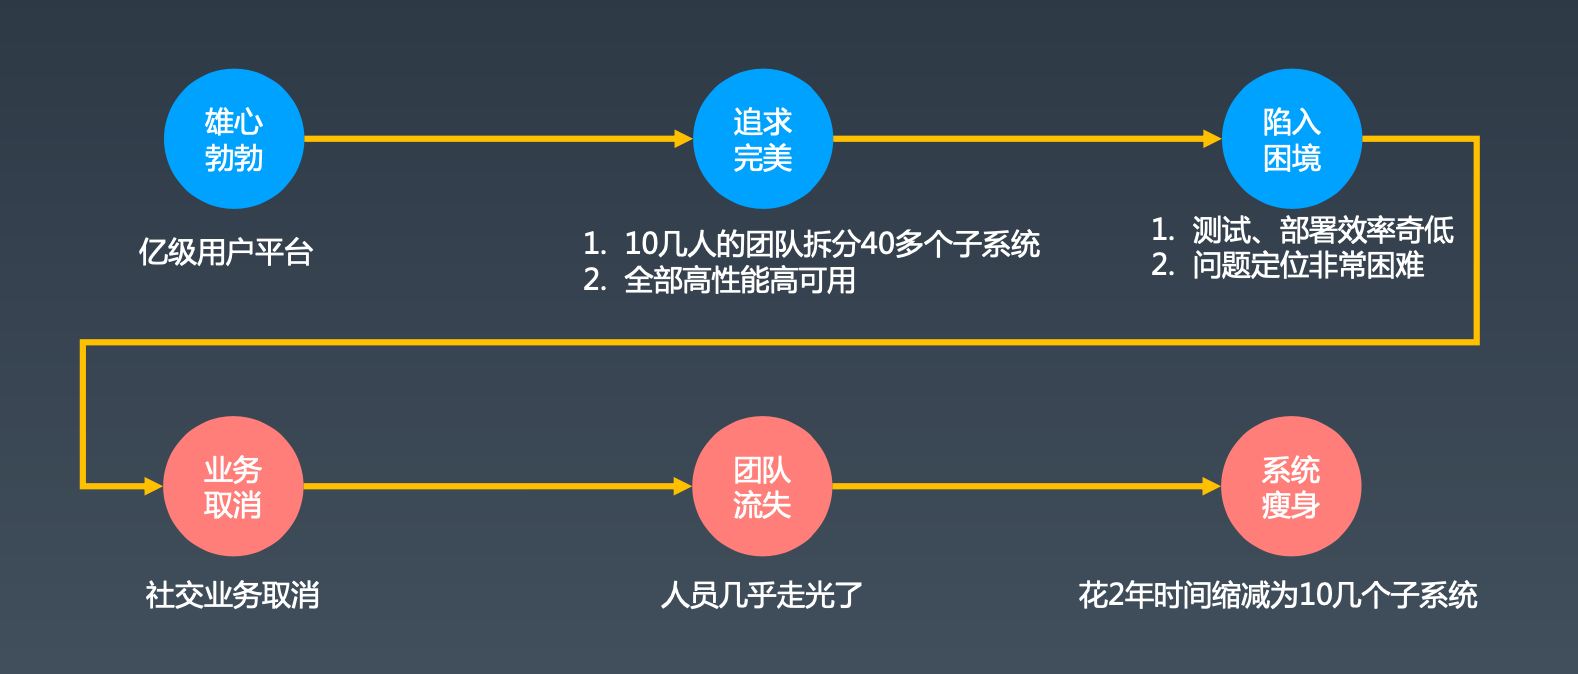 雄心
勃勃
追求
完美
陷入
困境
亿级用户平台
1. 10几人的团队拆分40多个子系统
2. 全部高性能高可用
1. 测试、部署效率奇低
2. 问题定位非常困难
业务
取消
团队
流失
系统
瘦身
社交业务取消
人员几乎走光了
花2年时间缩减为10几个子系统